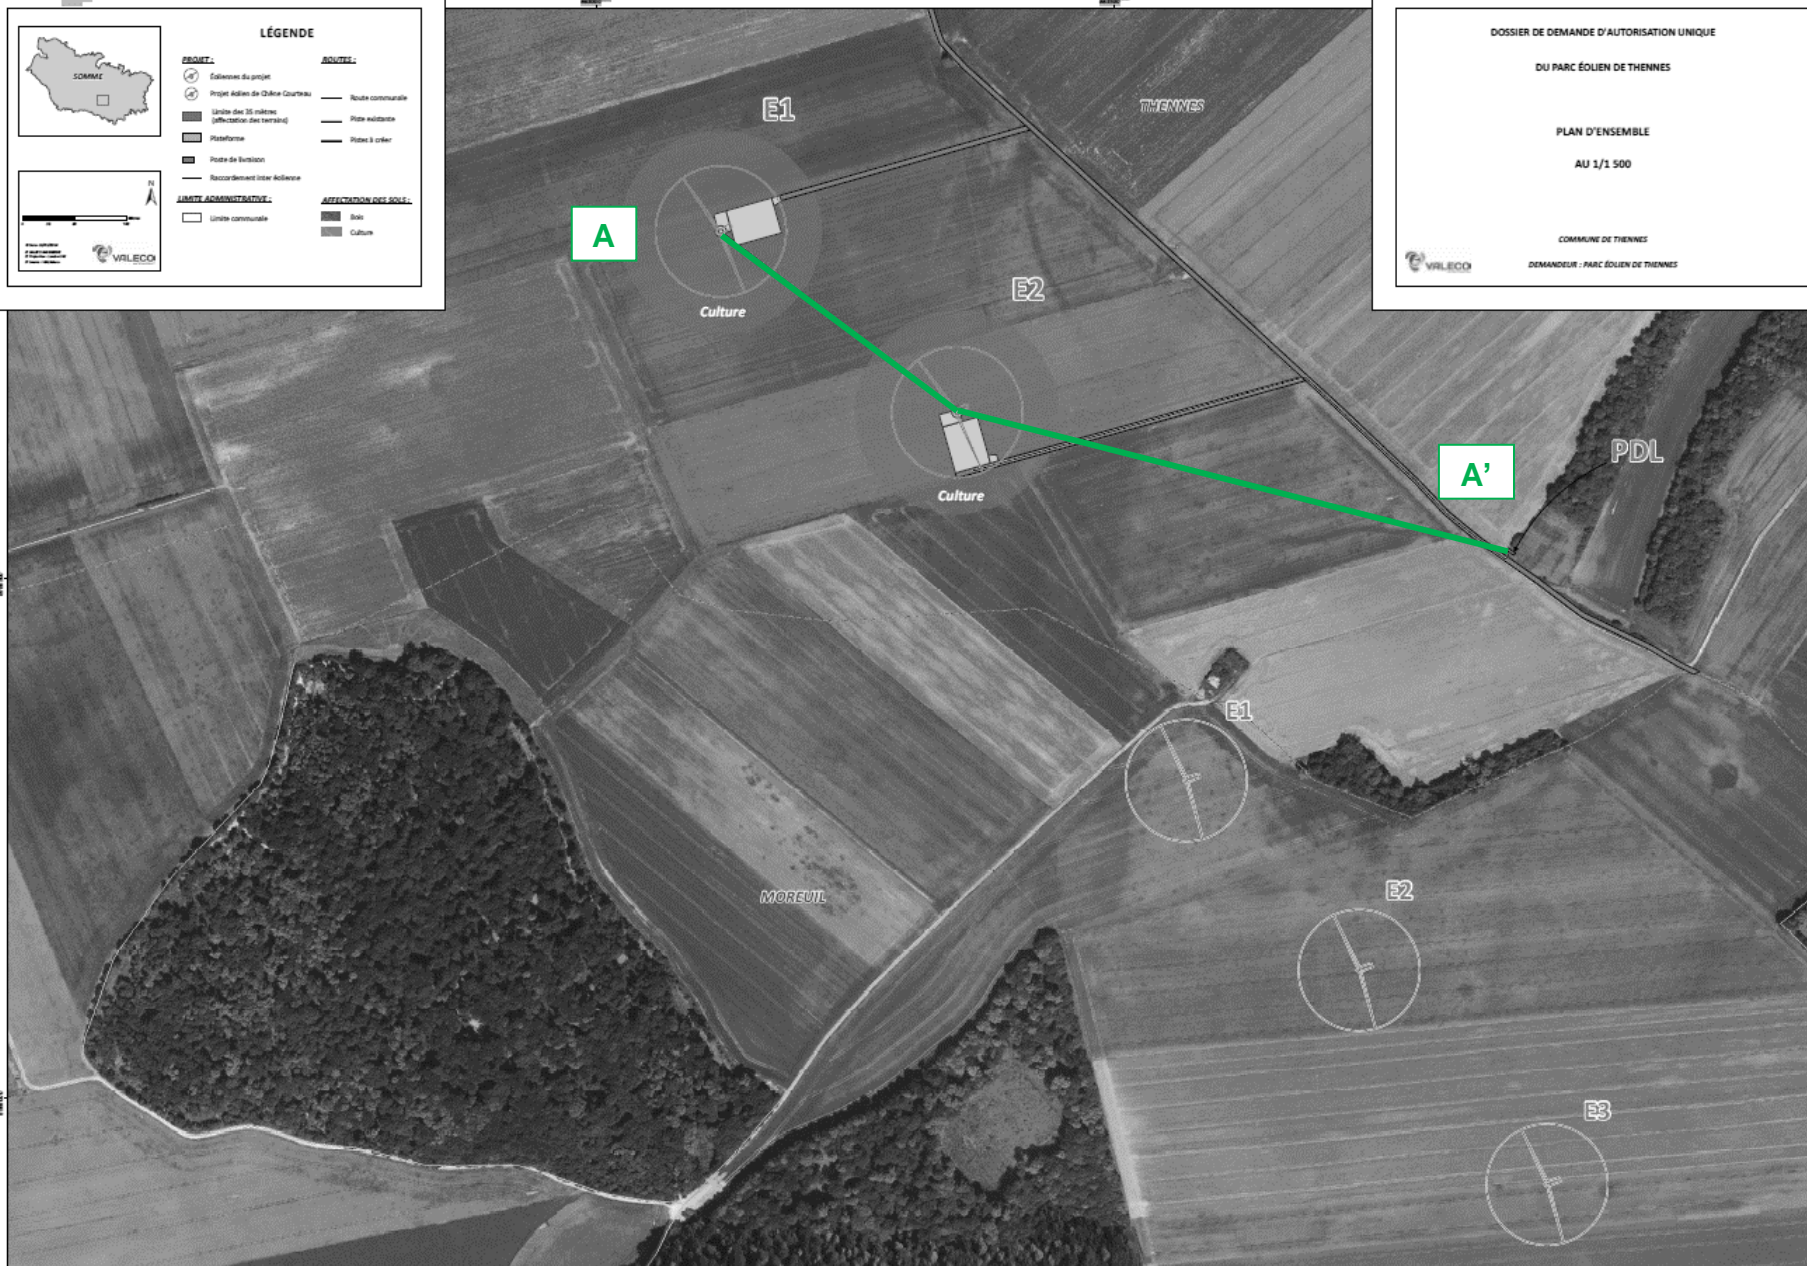 LÉGENDE
SOMME
PROJET :
Éoliennes du projet
Projet éolien de Chêne Courteau
Limite des 35 mètres
(affectation des terrains)
Plateforme
Poste de livraison
Raccordement inter éolienne
ROUTES :
Route communale
Piste existante
Pistes à créer
LIMITE ADMINISTRATIVE :
Limite communale
AFFECTATION DES SOLS :
Bois
Culture
N
VALECO
DOSSIER DE DEMANDE D'AUTORISATION UNIQUE
DU PARC ÉOLIEN DE THENNES
PLAN D'ENSEMBLE
AU 1/1 500
COMMUNE DE THENNES
VALECO
DEMANDEUR : PARC ÉOLIEN DE THENNES
E1
THENNES
A
E2
Culture
PDL
A'
Culture
E1
E2
MOREUIL
E3